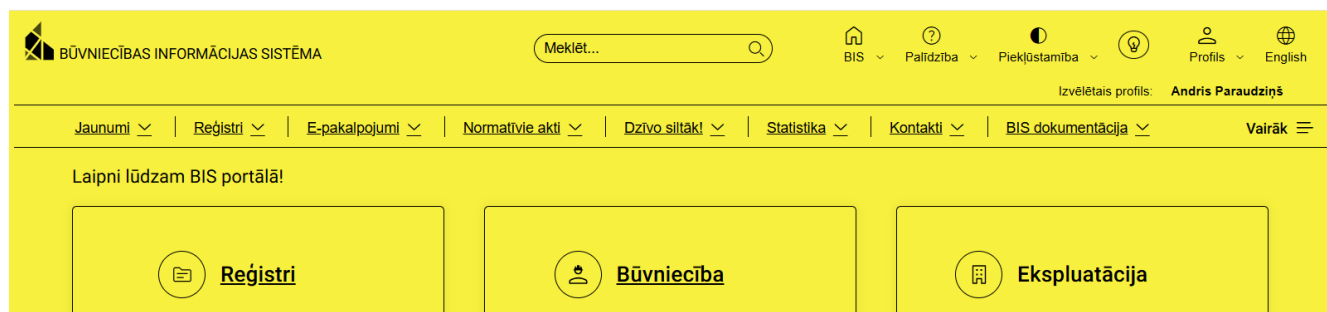 BŪVNIECĪBAS INFORMĀCIJAS SISTĒMA
Meklēt...
BIS Palīdzība Piekļūstamība Profils English
Izvēlētais profils: Andris Paraudziņš
Jaunumi Reģistri E-pakalpojumi Normatīvie akti Dzīvo siltāk! Statistika Kontakti BIS dokumentācija Vairāk
Laipni lūdzam BIS portālā!
Reģistri Būvniecība Ekspluatācija